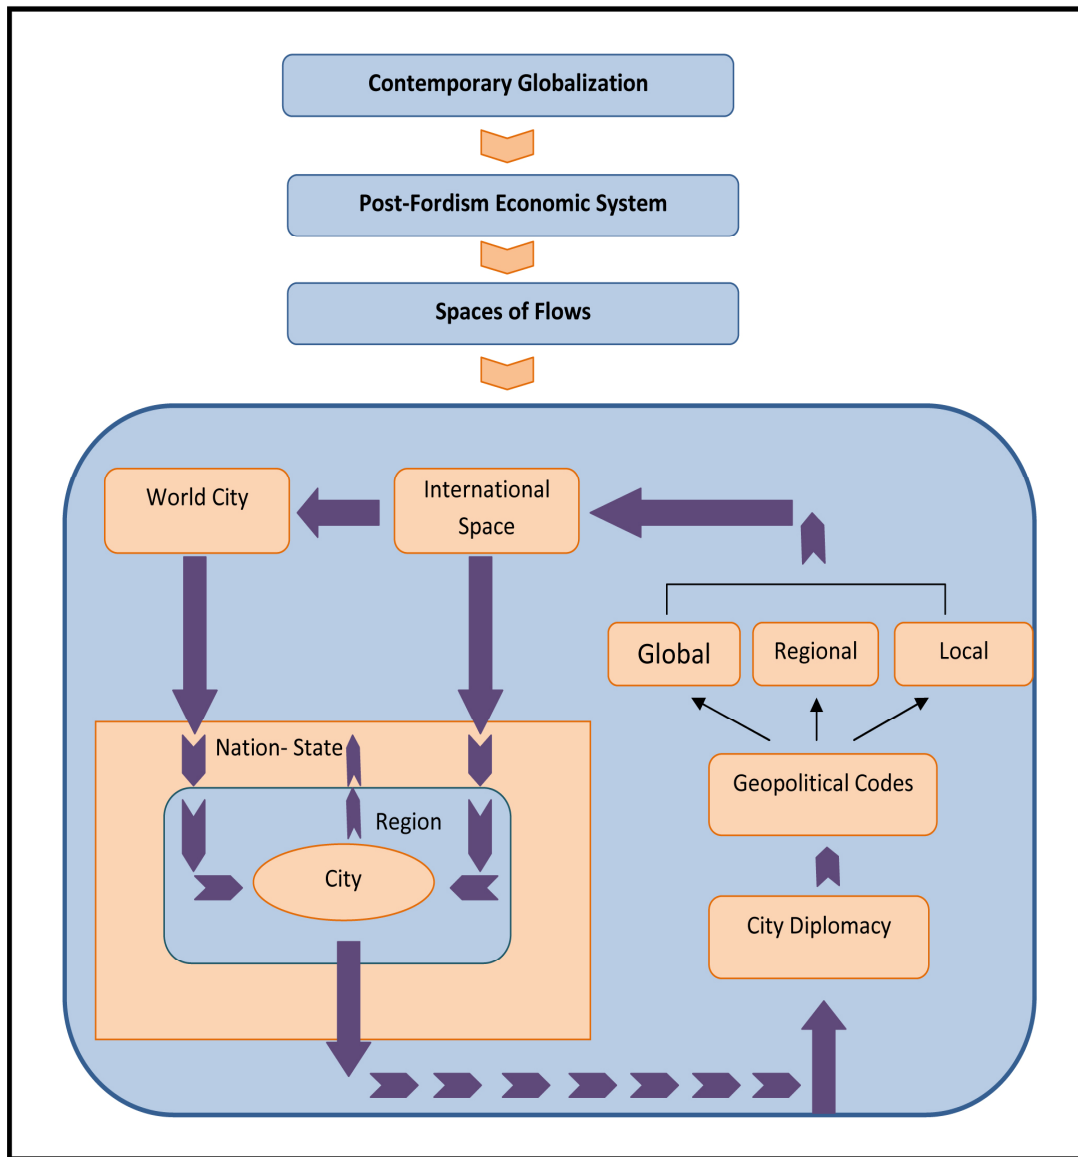 Contemporary Globalization
Post-Fordism Economic System
Spaces of Flows
World City
International
Space
Global
Regional
Local
Nation- State
Geopolitical Codes
Region
City
City Diplomacy